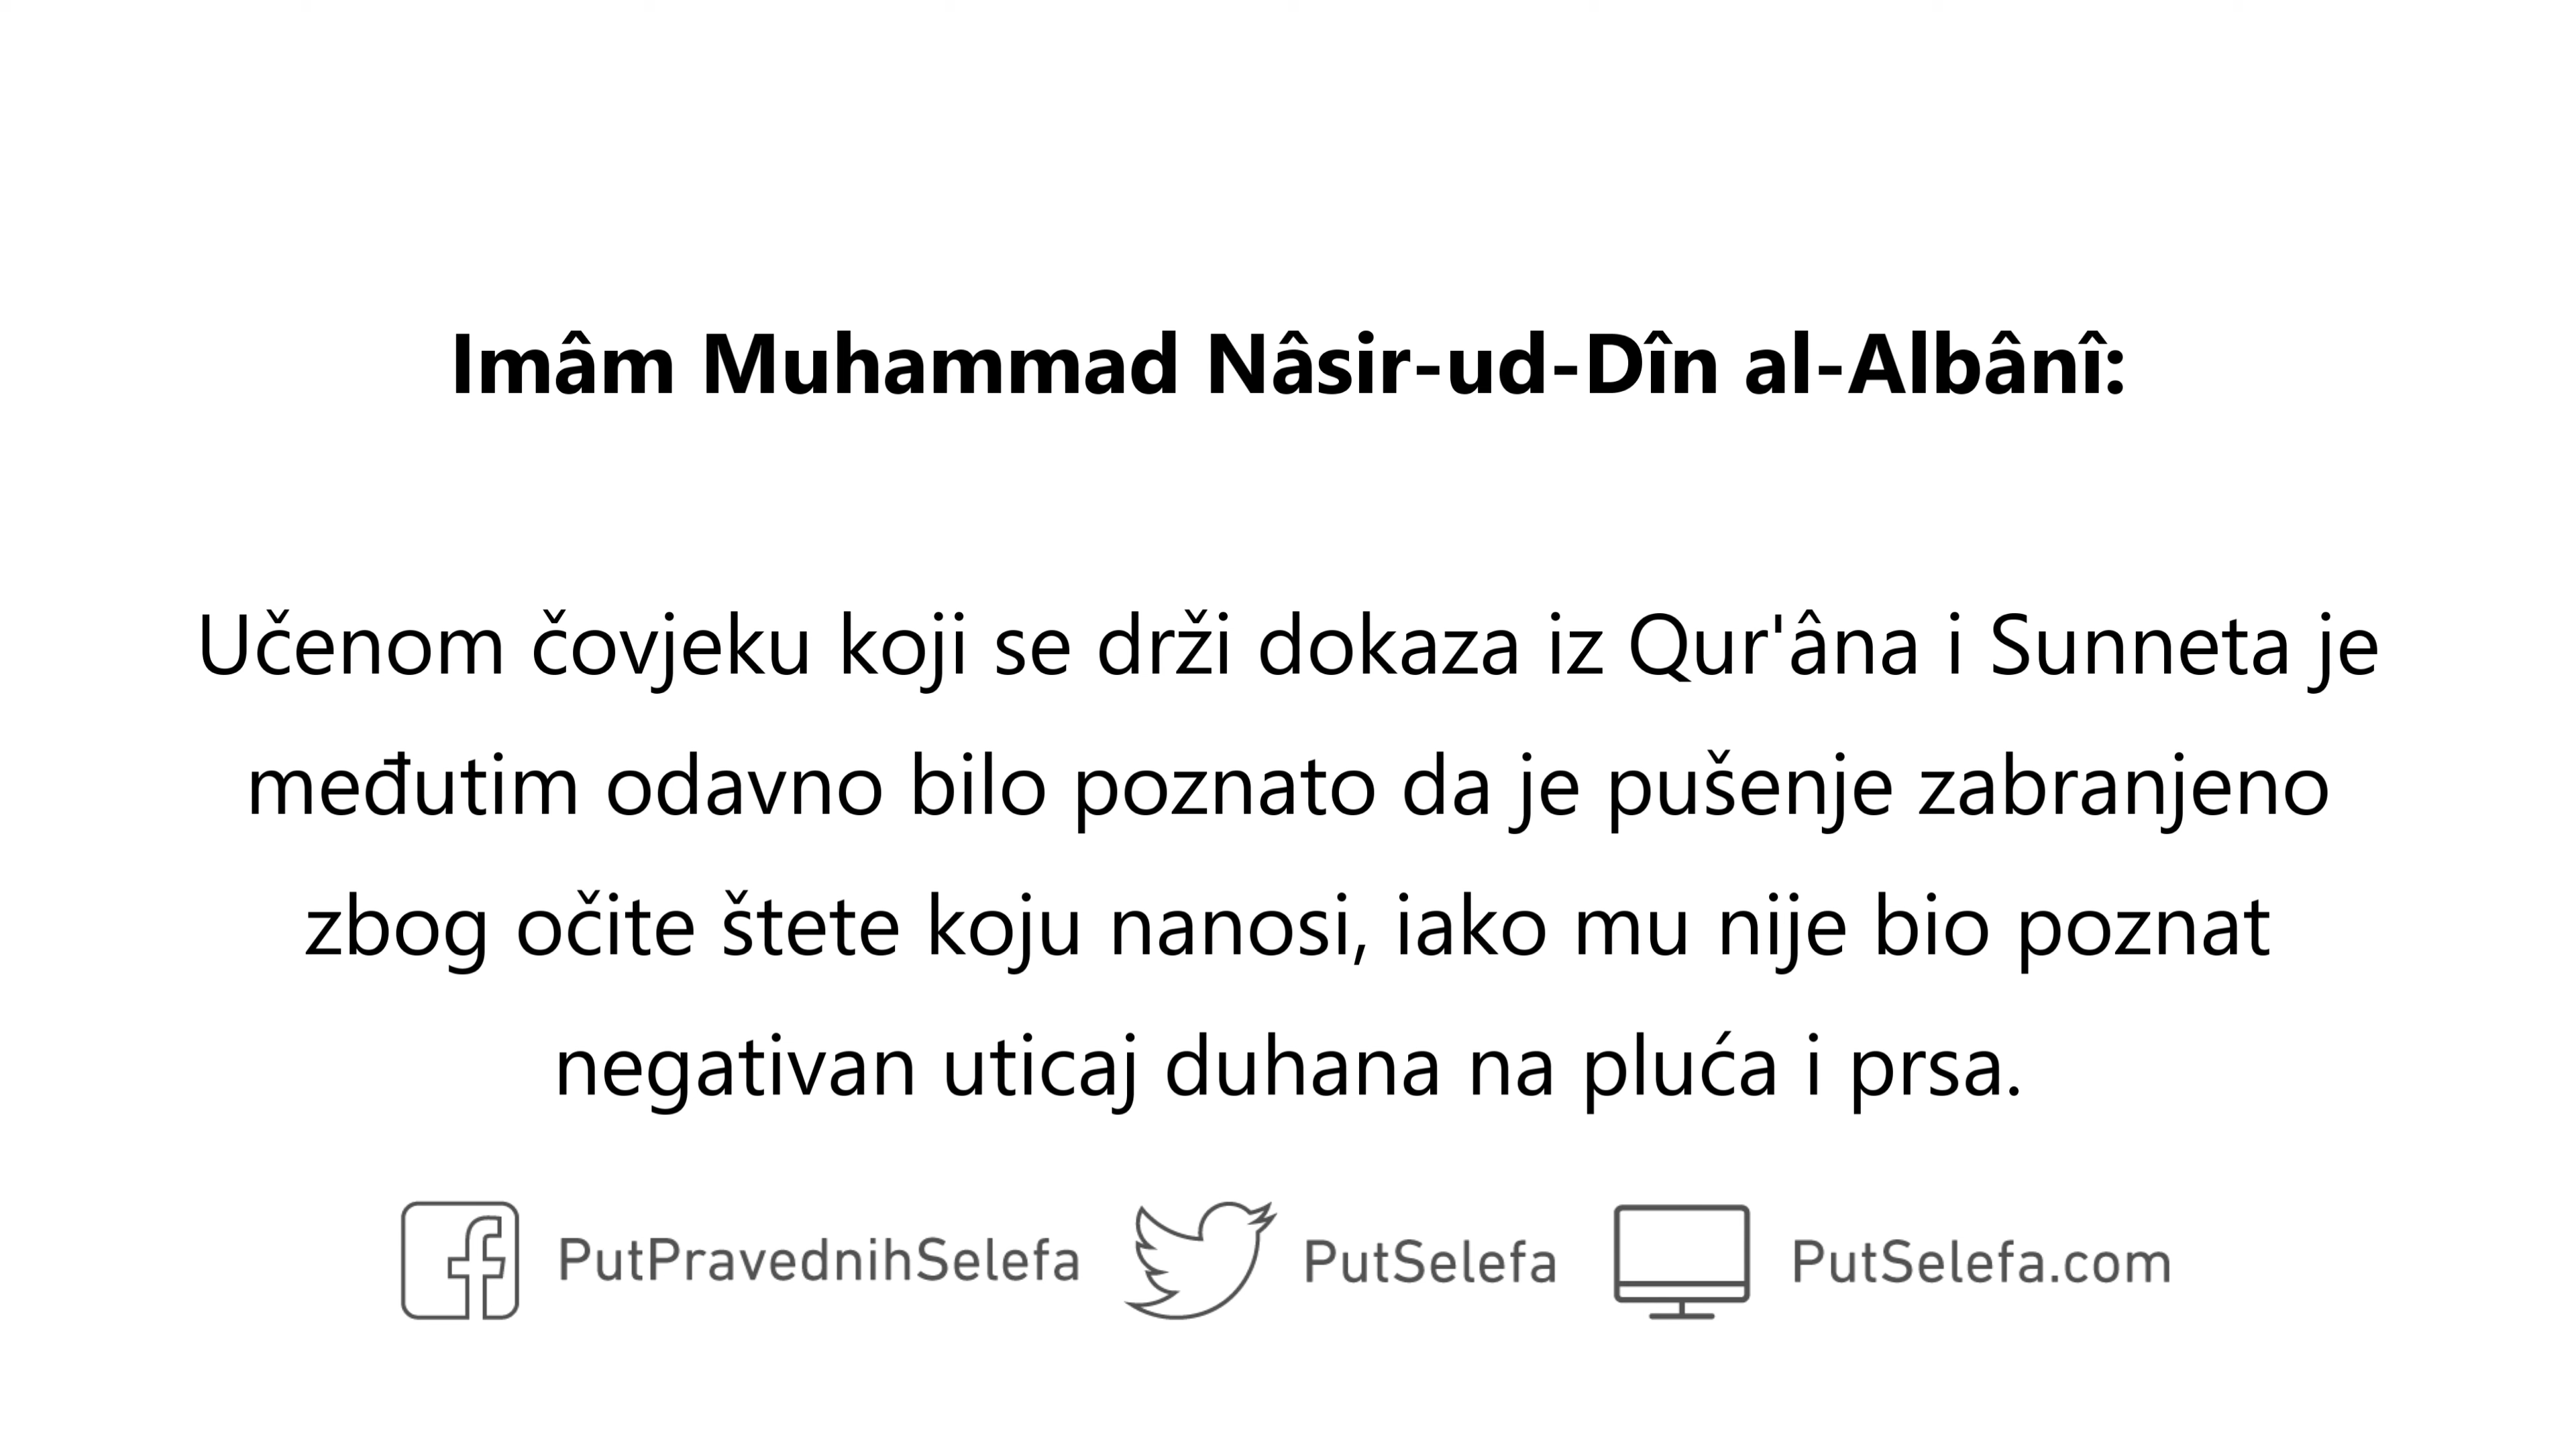 Imâm Muhammad Nâsir-ud-Dîn al-Albânî:
Učenom čovjeku koji se drži dokaza iz Qur'âna i Sunneta je
međutim odavno bilo poznato da je pušenje zabranjeno
zbog očite štete koju nanosi, iako mu nije bio poznat
negativan uticaj duhana na pluća i prsa.
PutPravednihSelefa PutSelefa PutSelefa.com